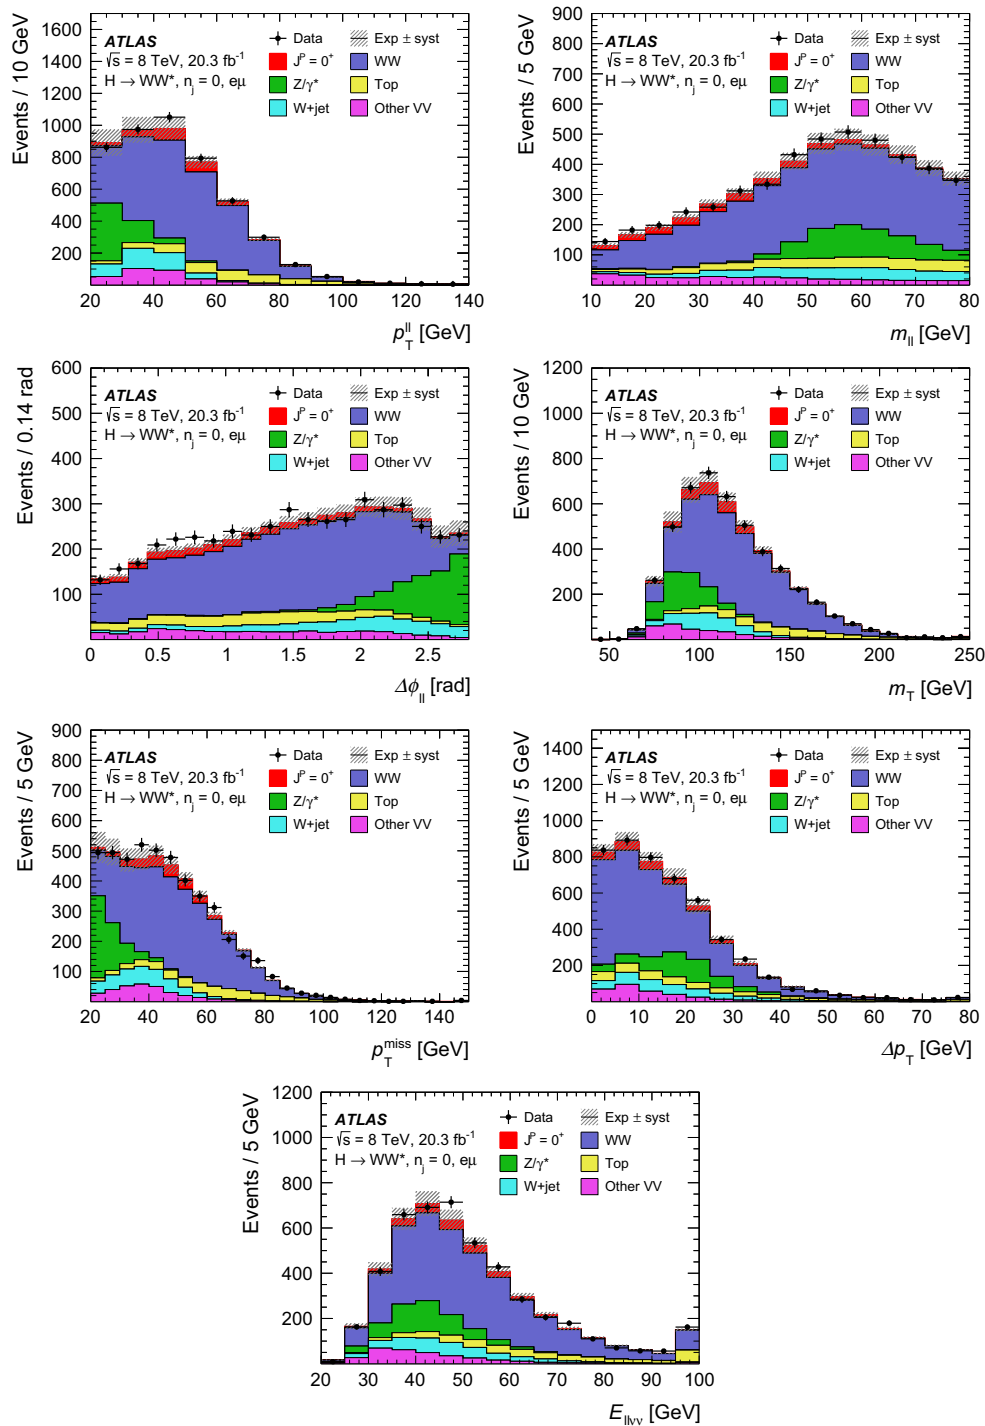 Events / 10 GeV
1600
1400
1200
1000
800
600
400
200
ATLAS
√s = 8 TeV, 20.3 fb⁻¹
H → WW*, n_j = 0, eμ
Data
Exp ± syst
J^P = 0⁺
WW
Z/γ*
Top
W+jet
Other VV
20 40 60 80 100 120 140
p_T^ll [GeV]
Events / 5 GeV
900
800
700
600
500
400
300
200
100
ATLAS
√s = 8 TeV, 20.3 fb⁻¹
H → WW*, n_j = 0, eμ
Data
Exp ± syst
J^P = 0⁺
WW
Z/γ*
Top
W+jet
Other VV
10 20 30 40 50 60 70 80
m_ll [GeV]
Events / 0.14 rad
600
500
400
300
200
100
ATLAS
√s = 8 TeV, 20.3 fb⁻¹
H → WW*, n_j = 0, eμ
Data
Exp ± syst
J^P = 0⁺
WW
Z/γ*
Top
W+jet
Other VV
0 0.5 1 1.5 2 2.5
Δϕ_ll [rad]
Events / 10 GeV
1200
1000
800
600
400
200
ATLAS
√s = 8 TeV, 20.3 fb⁻¹
H → WW*, n_j = 0, eμ
Data
Exp ± syst
J^P = 0⁺
WW
Z/γ*
Top
W+jet
Other VV
50 100 150 200 250
m_T [GeV]
Events / 5 GeV
900
800
700
600
500
400
300
200
100
ATLAS
√s = 8 TeV, 20.3 fb⁻¹
H → WW*, n_j = 0, eμ
Data
Exp ± syst
J^P = 0⁺
WW
Z/γ*
Top
W+jet
Other VV
20 40 60 80 100 120 140
p_T^miss [GeV]
Events / 5 GeV
1400
1200
1000
800
600
400
200
ATLAS
√s = 8 TeV, 20.3 fb⁻¹
H → WW*, n_j = 0, eμ
Data
Exp ± syst
J^P = 0⁺
WW
Z/γ*
Top
W+jet
Other VV
0 10 20 30 40 50 60 70 80
Δp_T [GeV]
Events / 5 GeV
1200
1000
800
600
400
200
ATLAS
√s = 8 TeV, 20.3 fb⁻¹
H → WW*, n_j = 0, eμ
Data
Exp ± syst
J^P = 0⁺
WW
Z/γ*
Top
W+jet
Other VV
20 30 40 50 60 70 80 90 100
E_llνν [GeV]